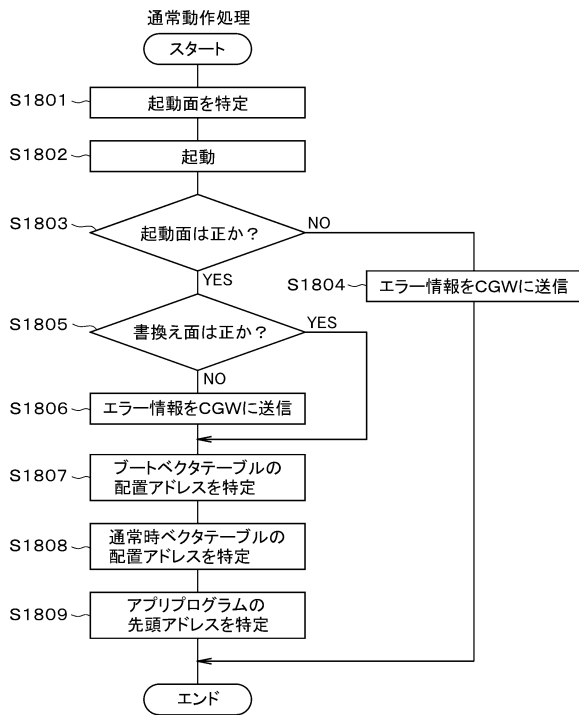 通常動作処理
スタート
S1801
起動面を特定
S1802
起動
S1803
起動面は正か?
NO
YES
S1804
エラー情報をCGWに送信
S1805
書換え面は正か?
YES
NO
S1806
エラー情報をCGWに送信
S1807
ブートベクタテーブルの
配置アドレスを特定
S1808
通常時ベクタテーブルの
配置アドレスを特定
S1809
アプリプログラムの
先頭アドレスを特定
エンド